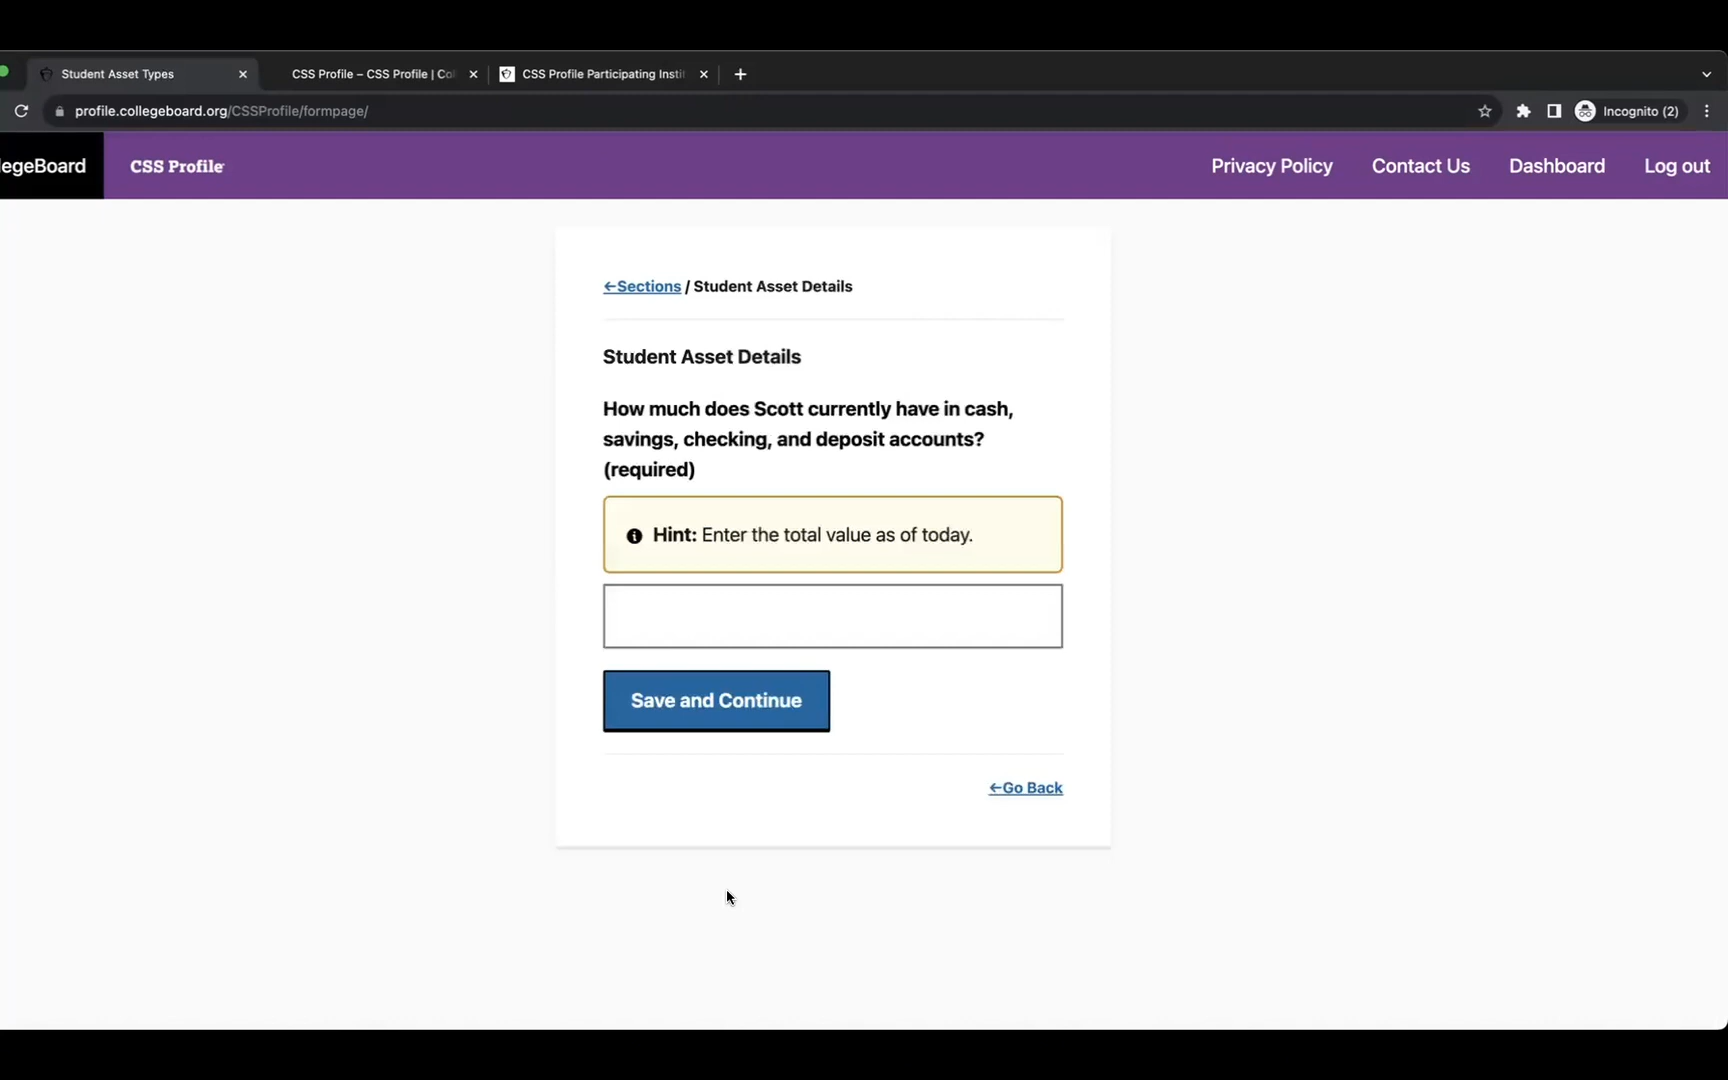 Student Asset Types
CSS Profile – CSS Profile | Co
CSS Profile Participating Insti
profile.collegeboard.org/CSSProfile/formpage/
Incognito (2)
legeBoard
CSS Profile
Privacy Policy
Contact Us
Dashboard
Log out
←Sections / Student Asset Details
Student Asset Details
How much does Scott currently have in cash,
savings, checking, and deposit accounts?
(required)
Hint: Enter the total value as of today.
Save and Continue
←Go Back